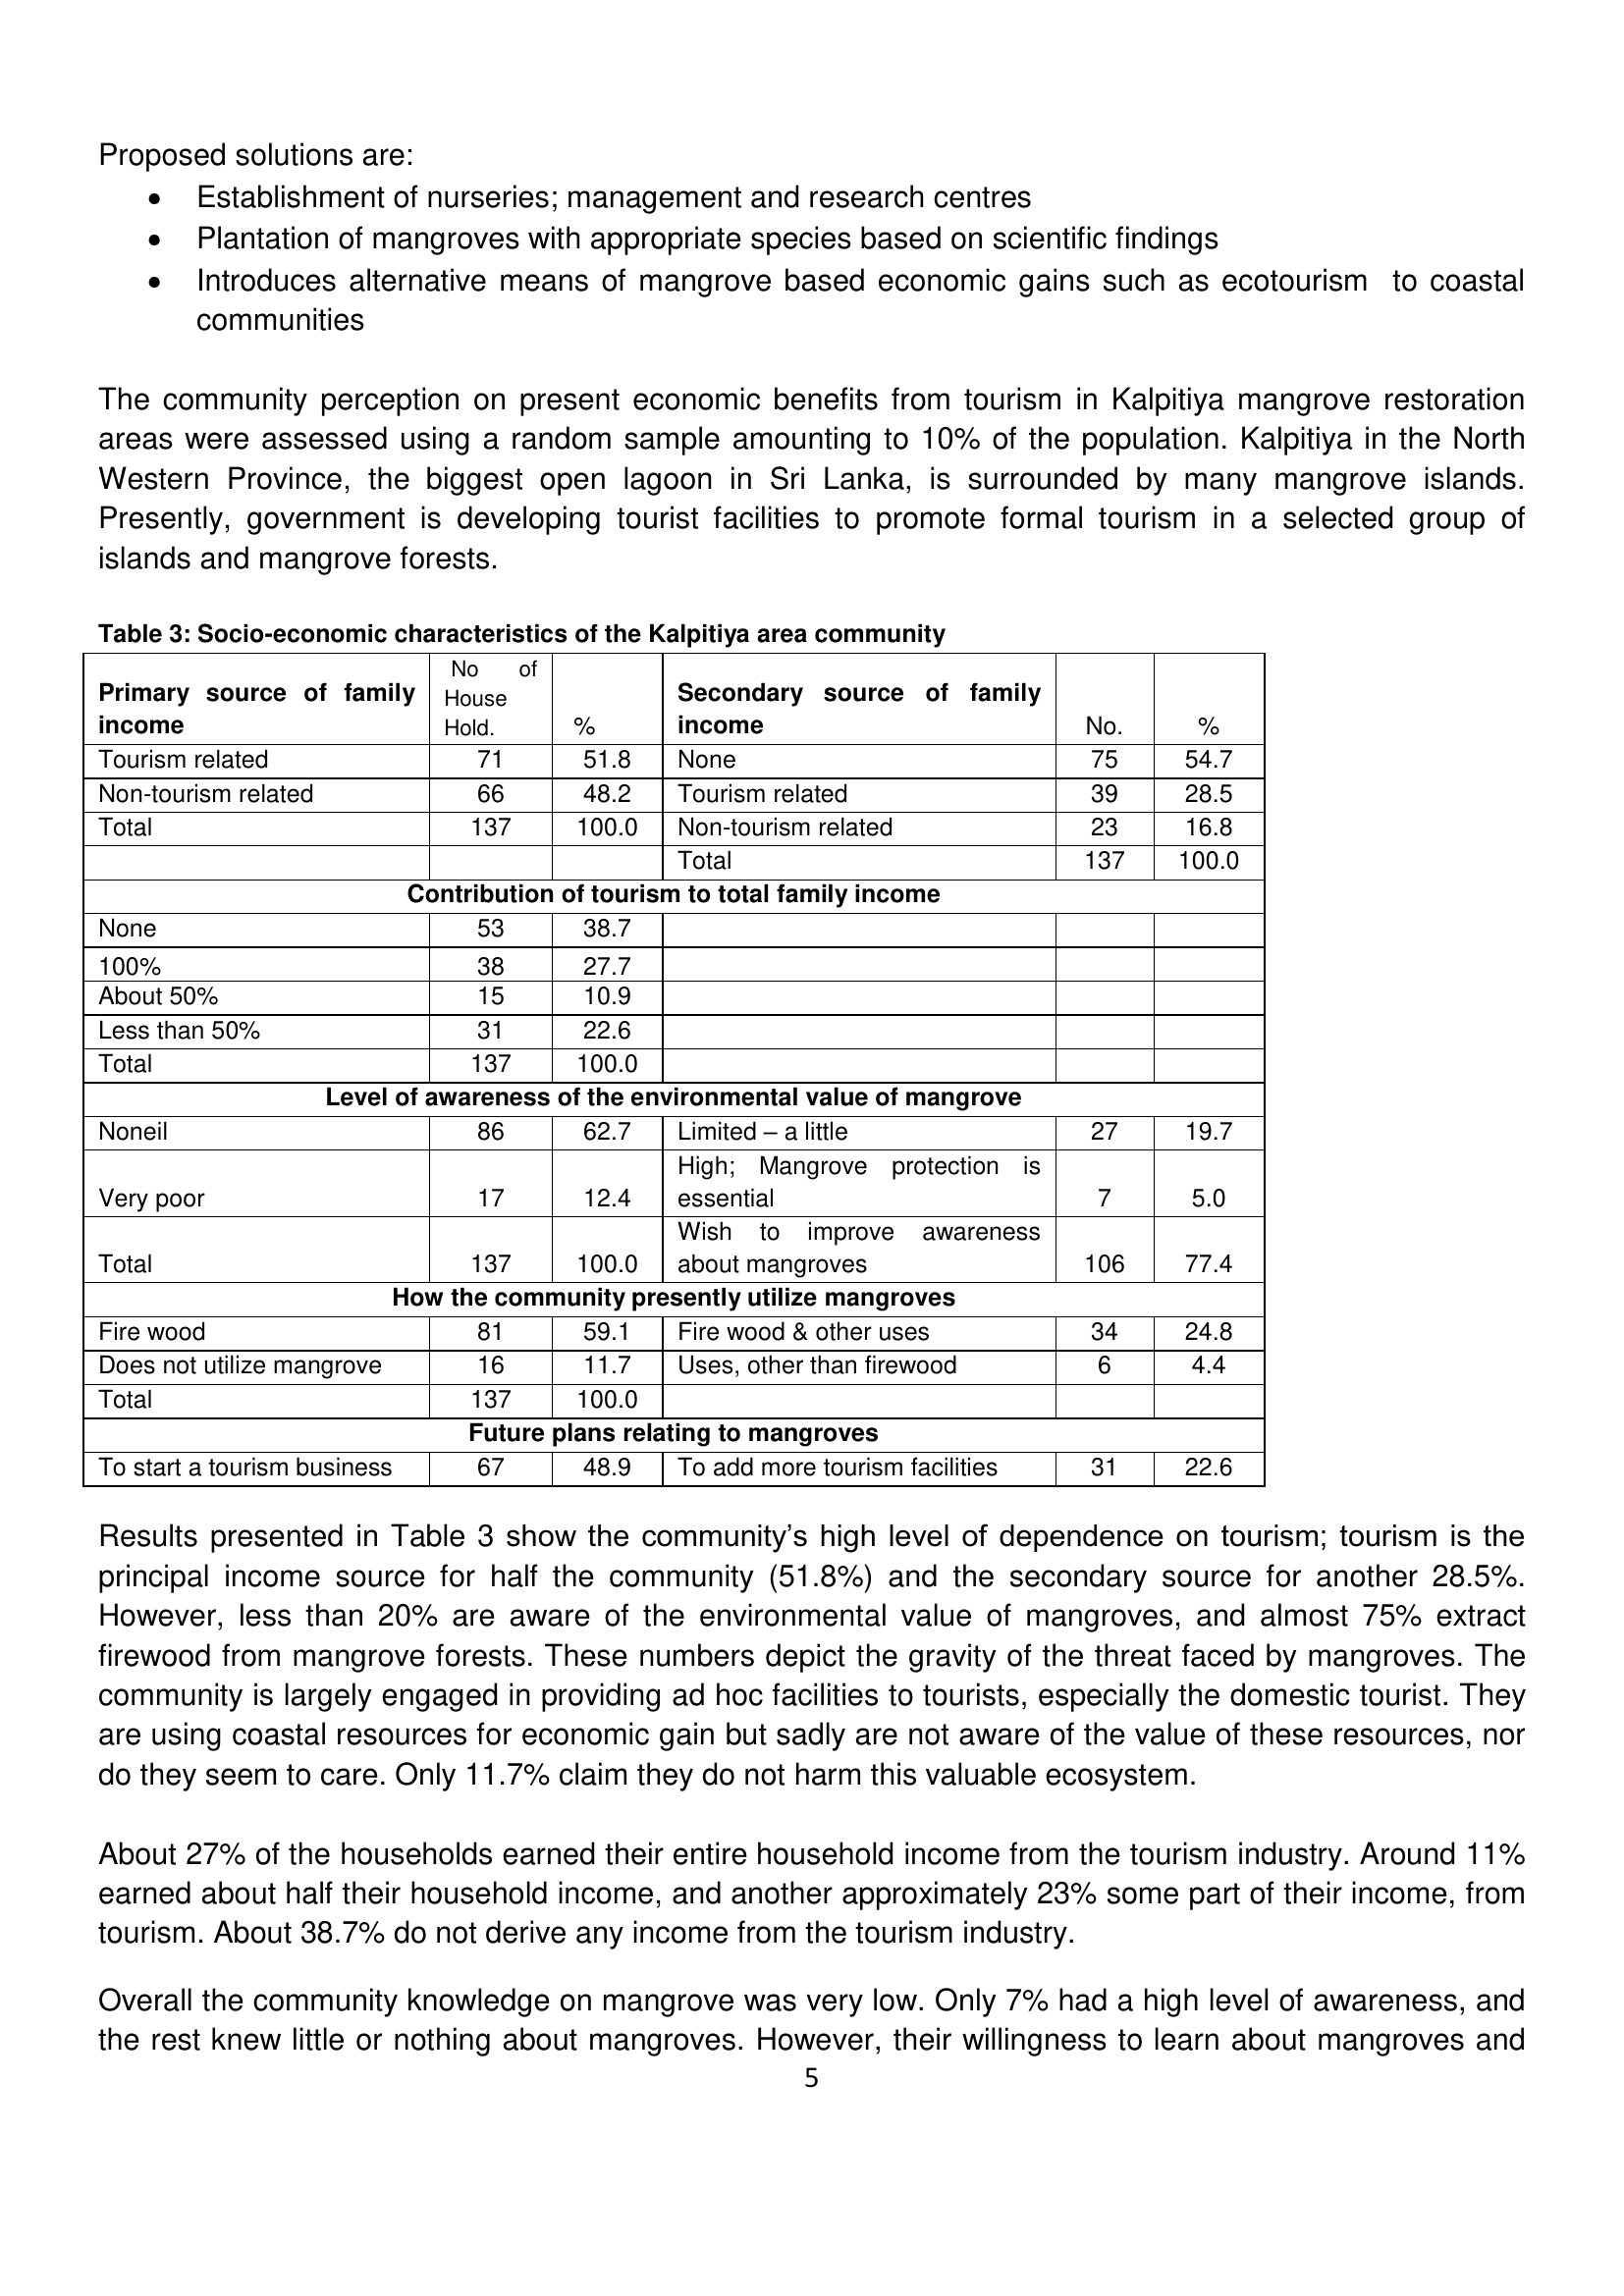 Proposed solutions are:
• Establishment of nurseries; management and research centres
• Plantation of mangroves with appropriate species based on scientific findings
• Introduces alternative means of mangrove based economic gains such as ecotourism to coastal
communities
The community perception on present economic benefits from tourism in Kalpitiya mangrove restoration
areas were assessed using a random sample amounting to 10% of the population. Kalpitiya in the North
Western Province, the biggest open lagoon in Sri Lanka, is surrounded by many mangrove islands.
Presently, government is developing tourist facilities to promote formal tourism in a selected group of
islands and mangrove forests.
Table 3: Socio-economic characteristics of the Kalpitiya area community
Primary source of family income No of House Hold. % Secondary source of family income No. %
Tourism related 71 51.8 None 75 54.7
Non-tourism related 66 48.2 Tourism related 39 28.5
Total 137 100.0 Non-tourism related 23 16.8
Total 137 100.0
Contribution of tourism to total family income
None 53 38.7
100% 38 27.7
About 50% 15 10.9
Less than 50% 31 22.6
Total 137 100.0
Level of awareness of the environmental value of mangrove
Noneil 86 62.7 Limited – a little 27 19.7
Very poor 17 12.4 High; Mangrove protection is essential 7 5.0
Total 137 100.0 Wish to improve awareness about mangroves 106 77.4
How the community presently utilize mangroves
Fire wood 81 59.1 Fire wood & other uses 34 24.8
Does not utilize mangrove 16 11.7 Uses, other than firewood 6 4.4
Total 137 100.0
Future plans relating to mangroves
To start a tourism business 67 48.9 To add more tourism facilities 31 22.6
Results presented in Table 3 show the community’s high level of dependence on tourism; tourism is the
principal income source for half the community (51.8%) and the secondary source for another 28.5%.
However, less than 20% are aware of the environmental value of mangroves, and almost 75% extract
firewood from mangrove forests. These numbers depict the gravity of the threat faced by mangroves. The
community is largely engaged in providing ad hoc facilities to tourists, especially the domestic tourist. They
are using coastal resources for economic gain but sadly are not aware of the value of these resources, nor
do they seem to care. Only 11.7% claim they do not harm this valuable ecosystem.
About 27% of the households earned their entire household income from the tourism industry. Around 11%
earned about half their household income, and another approximately 23% some part of their income, from
tourism. About 38.7% do not derive any income from the tourism industry.
Overall the community knowledge on mangrove was very low. Only 7% had a high level of awareness, and
the rest knew little or nothing about mangroves. However, their willingness to learn about mangroves and
5